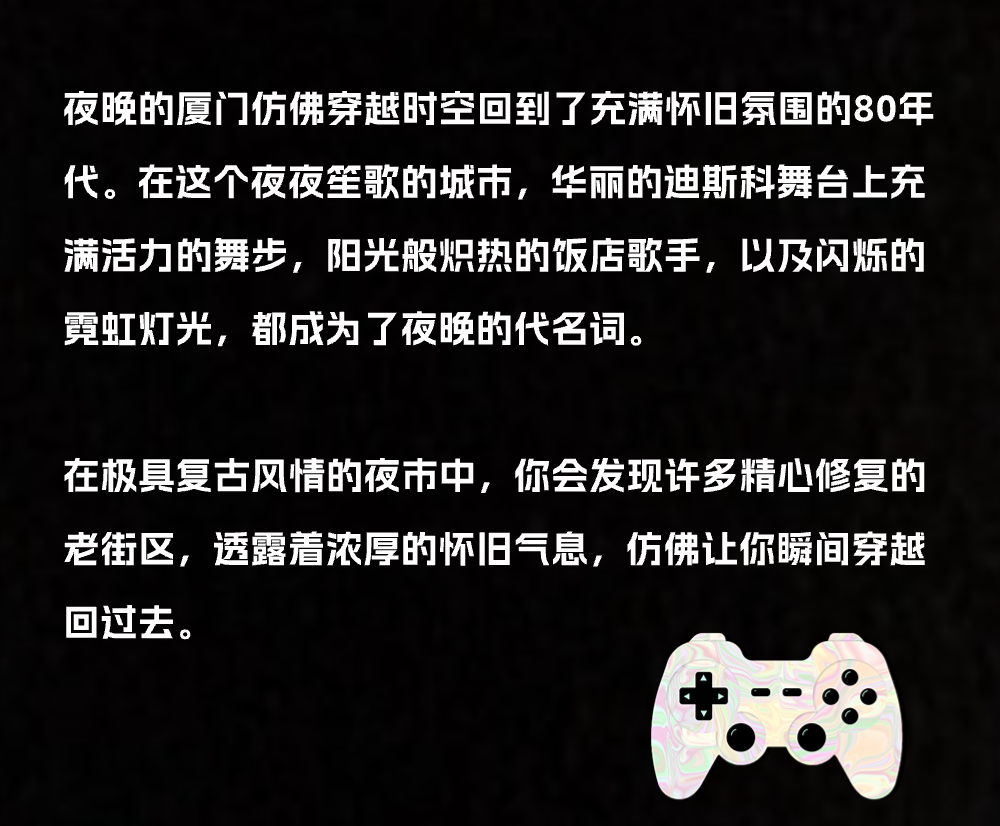 夜晚的厦门仿佛穿越时空回到了充满怀旧氛围的80年
代。在这个夜夜笙歌的城市，华丽的迪斯科舞台上充
满活力的舞步，阳光般炽热的饭店歌手，以及闪烁的
霓虹灯光，都成为了夜晚的代名词。
在极具复古风情的夜市中，你会发现许多精心修复的
老街区，透露着浓厚的怀旧气息，仿佛让你瞬间穿越
回过去。